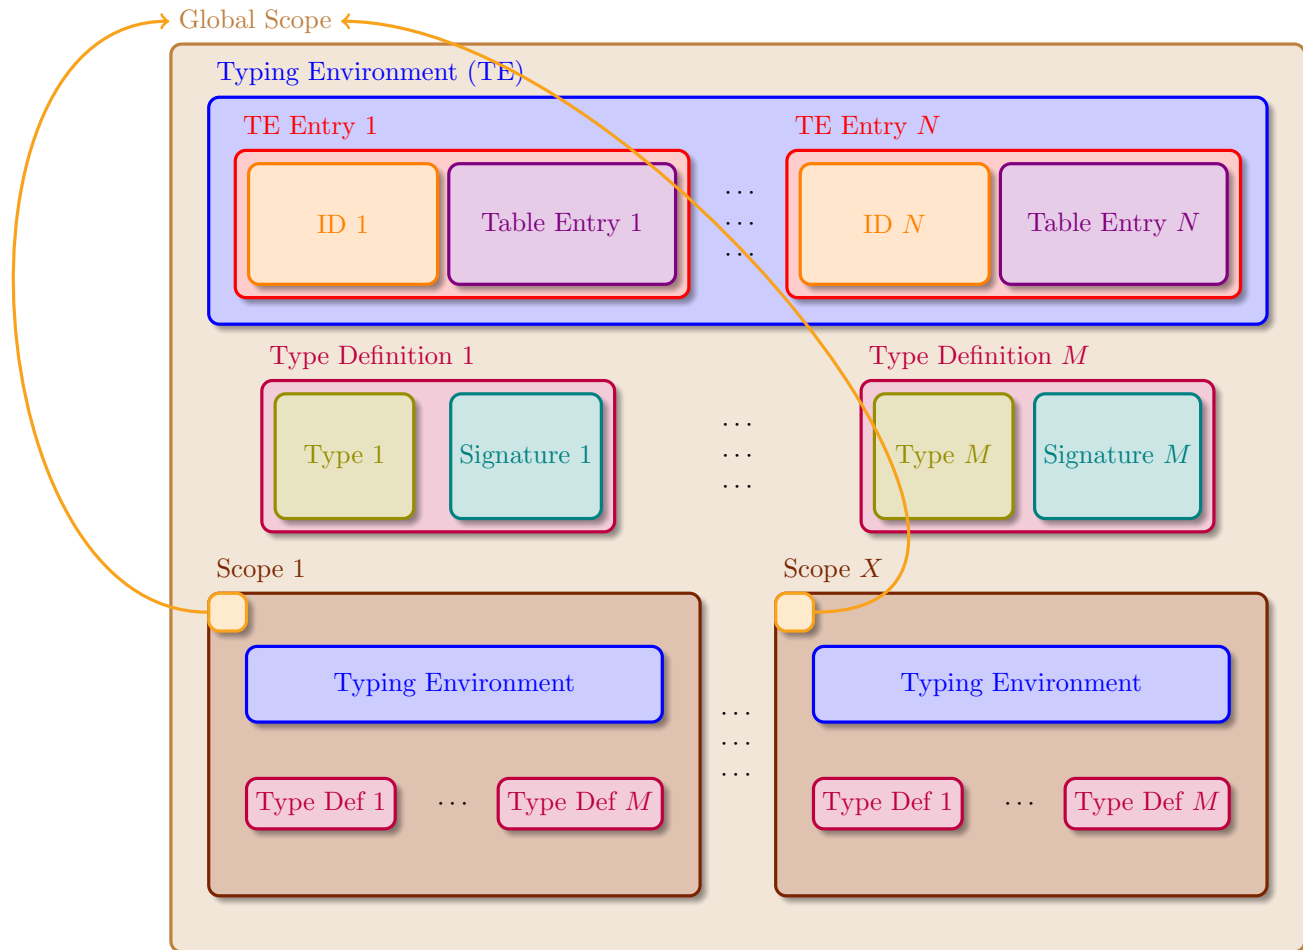 Global Scope
Typing Environment (TE)
TE Entry 1
TE Entry N
ID 1
Table Entry 1
...
...
...
ID N
Table Entry N
Type Definition 1
Type Definition M
Type 1
Signature 1
...
...
...
Type M
Signature M
Scope 1
Scope X
Typing Environment
Typing Environment
...
...
...
Type Def 1
...
Type Def M
Type Def 1
...
Type Def M